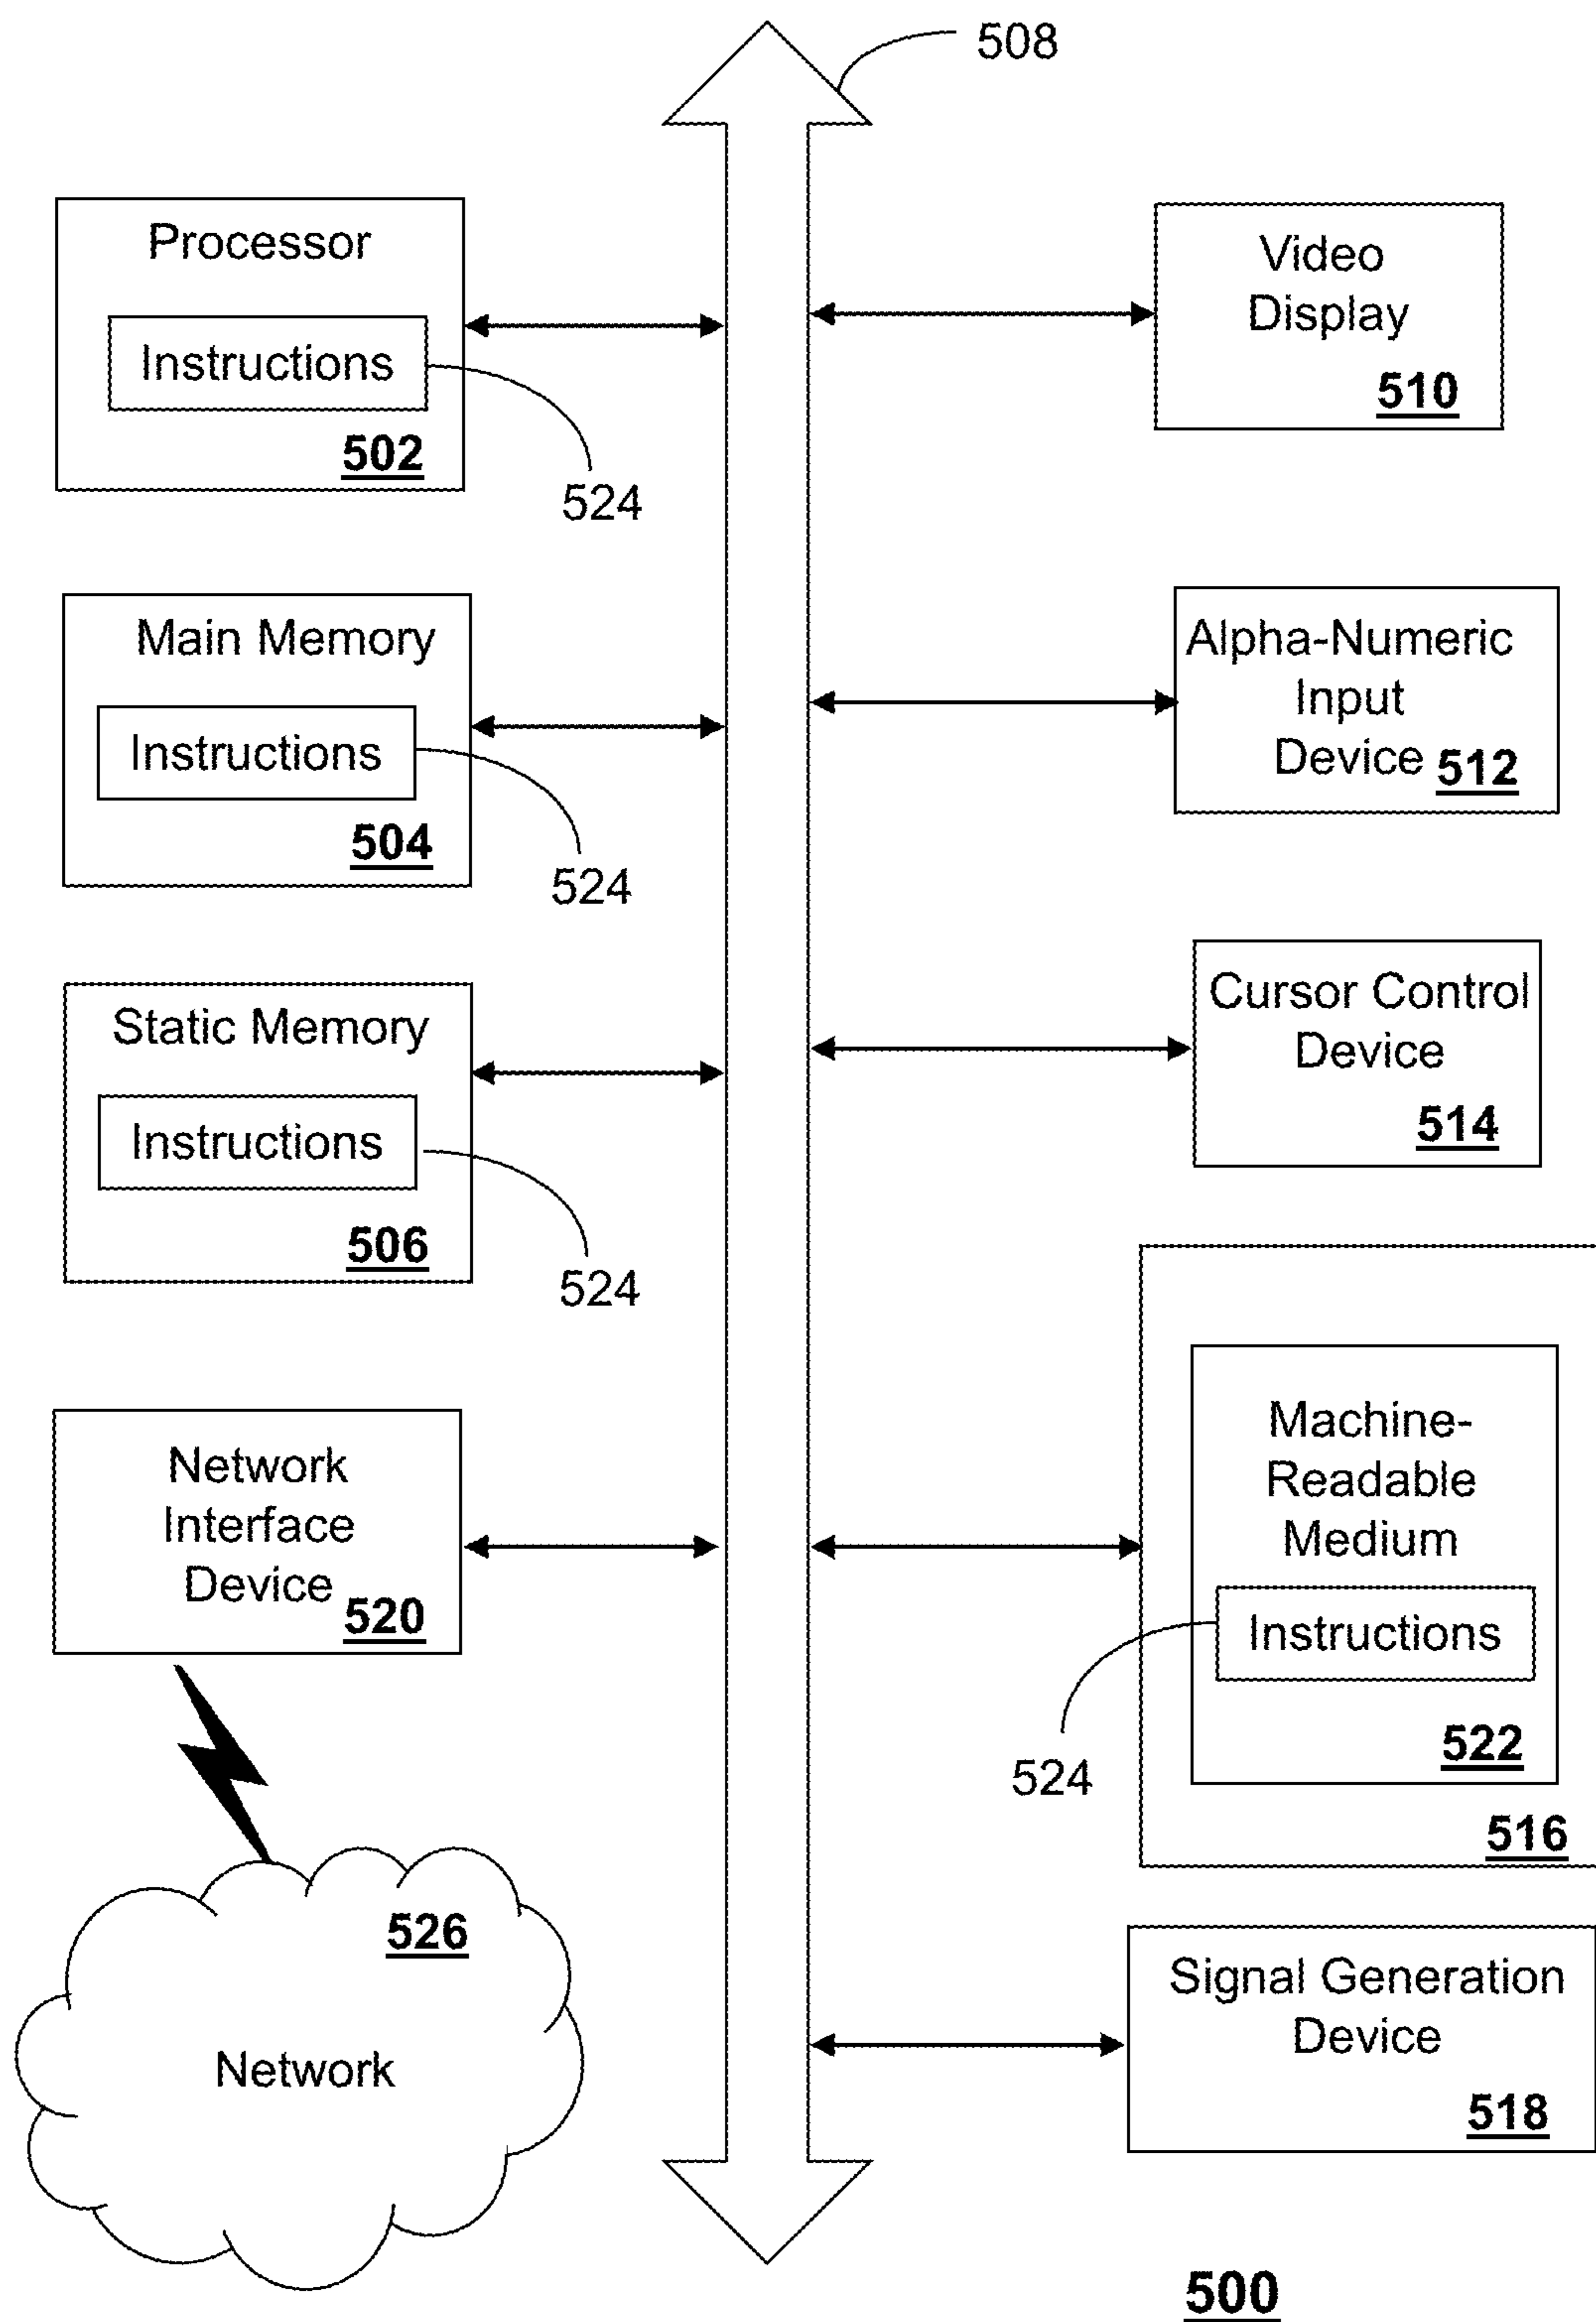 508
Processor
Instructions
502
524
Video
Display
510
Main Memory
Instructions
504
524
Alpha-Numeric
Input
Device 512
Static Memory
Instructions
506
524
Cursor Control
Device
514
Network
Interface
Device
520
Machine-
Readable
Medium
Instructions
522
524
516
526
Network
Signal Generation
Device
518
500